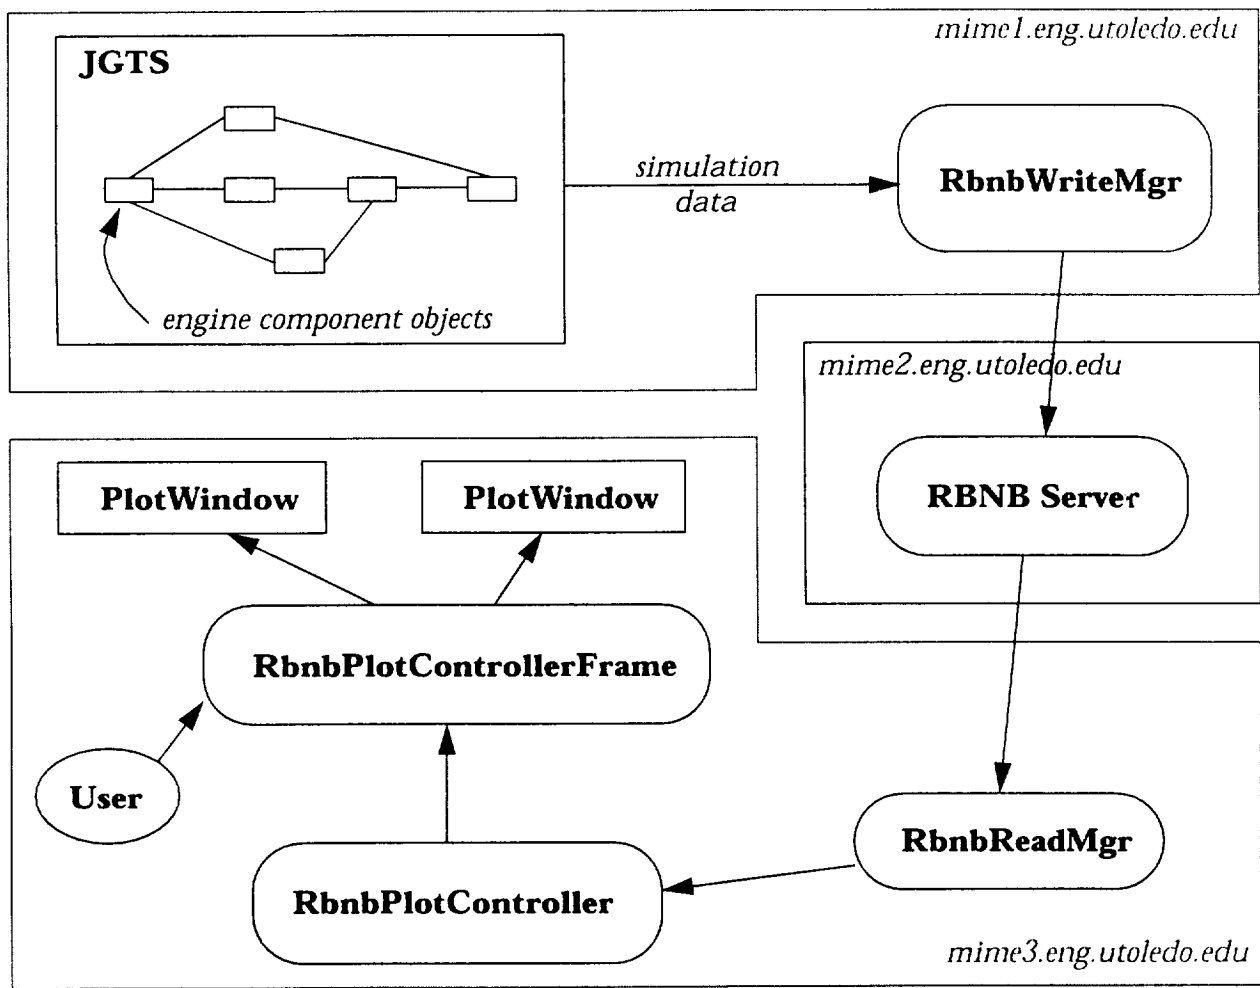 mime1.eng.utoledo.edu
JGTS
simulation
data
RbnbWriteMgr
engine component objects
mime2.eng.utoledo.edu
PlotWindow
PlotWindow
RBNB Server
RbnbPlotControllerFrame
User
RbnbReadMgr
RbnbPlotController
mime3.eng.utoledo.edu